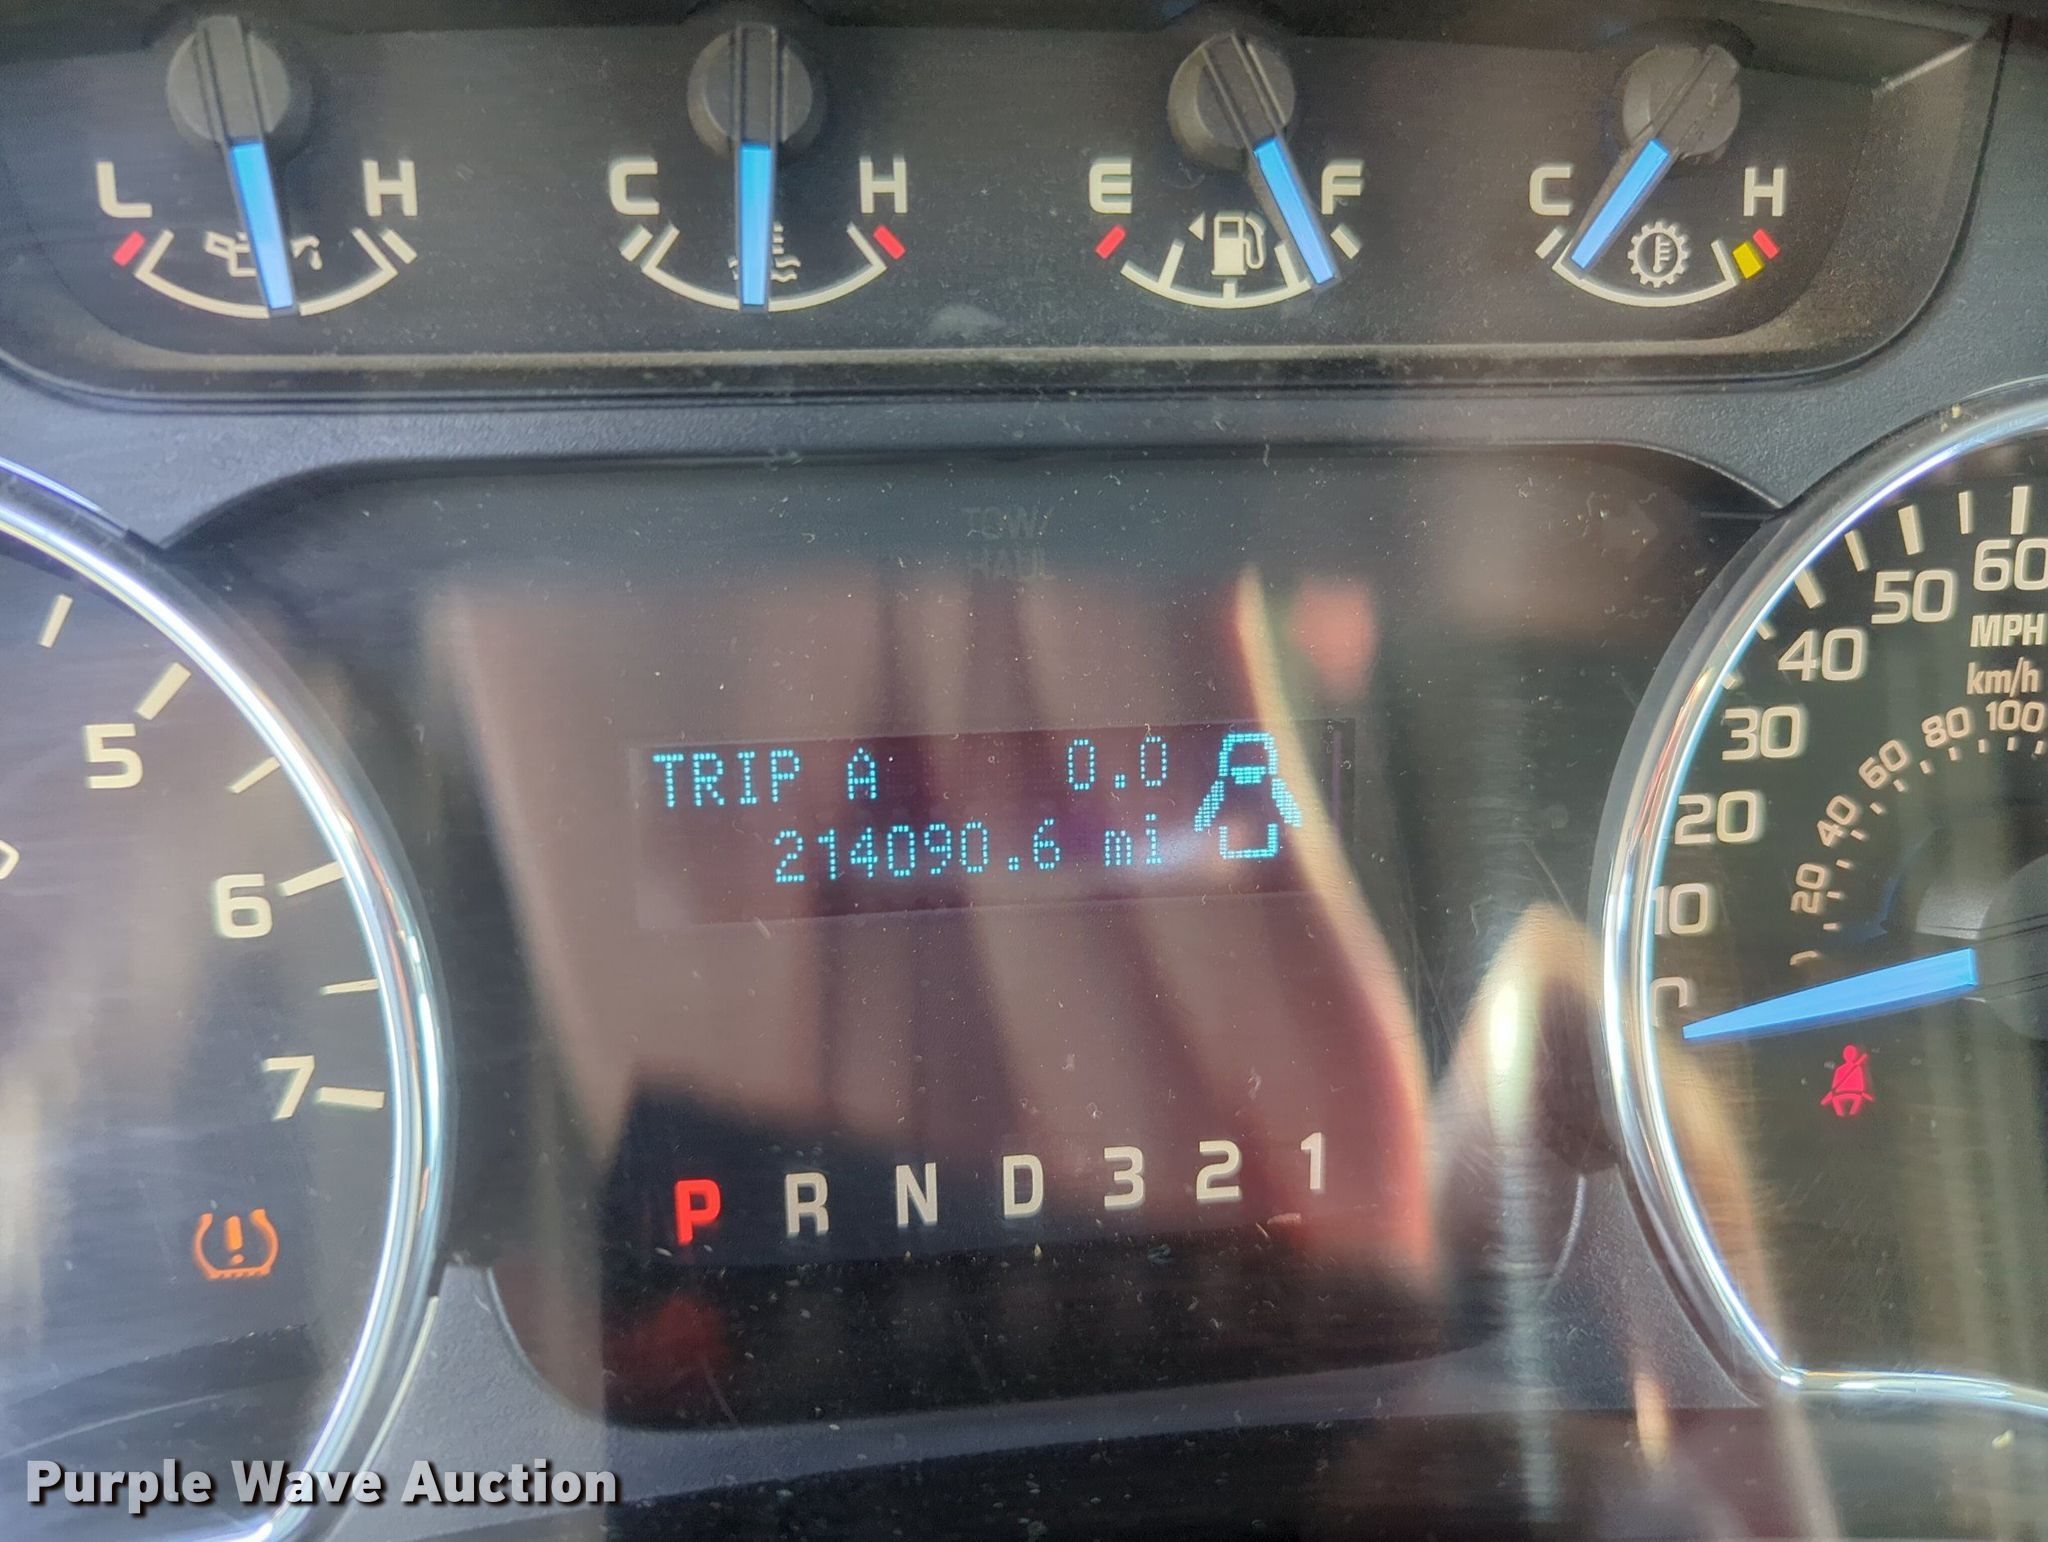 L H C H E F C H
TOW/
HAUL
50 60
MPH
km/h
40
30
20
10
0
20 40 60 80 100
5
6
7
TRIP A 0.0
214090.6 mi
P R N D 3 2 1
Purple Wave Auction